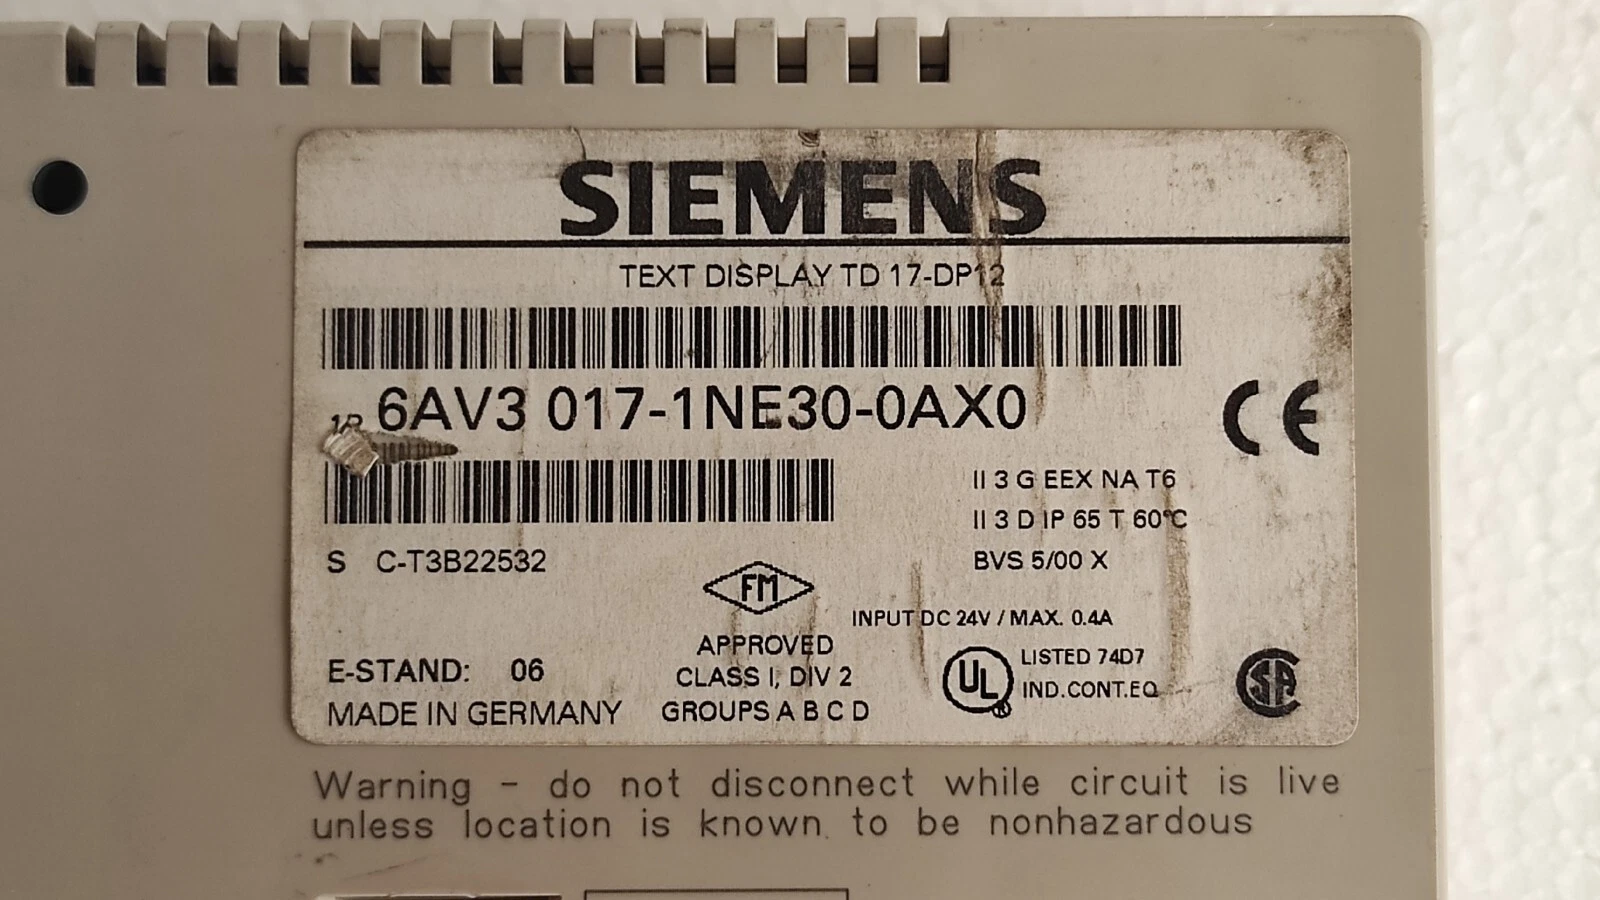 SIEMENS
TEXT DISPLAY TD 17-DP12
1P 6AV3 017-1NE30-0AX0
CE
II 3 G EEX NA T6
II 3 D IP 65 T 60°C
S C-T3B22532
BVS 5/00 X
FM
INPUT DC 24V / MAX. 0.4A
APPROVED
CLASS I, DIV 2
GROUPS A B C D
UL ®
LISTED 74D7
IND.CONT.EQ
SA
E-STAND: 06
MADE IN GERMANY
Warning - do not disconnect while circuit is live
unless location is known to be nonhazardous